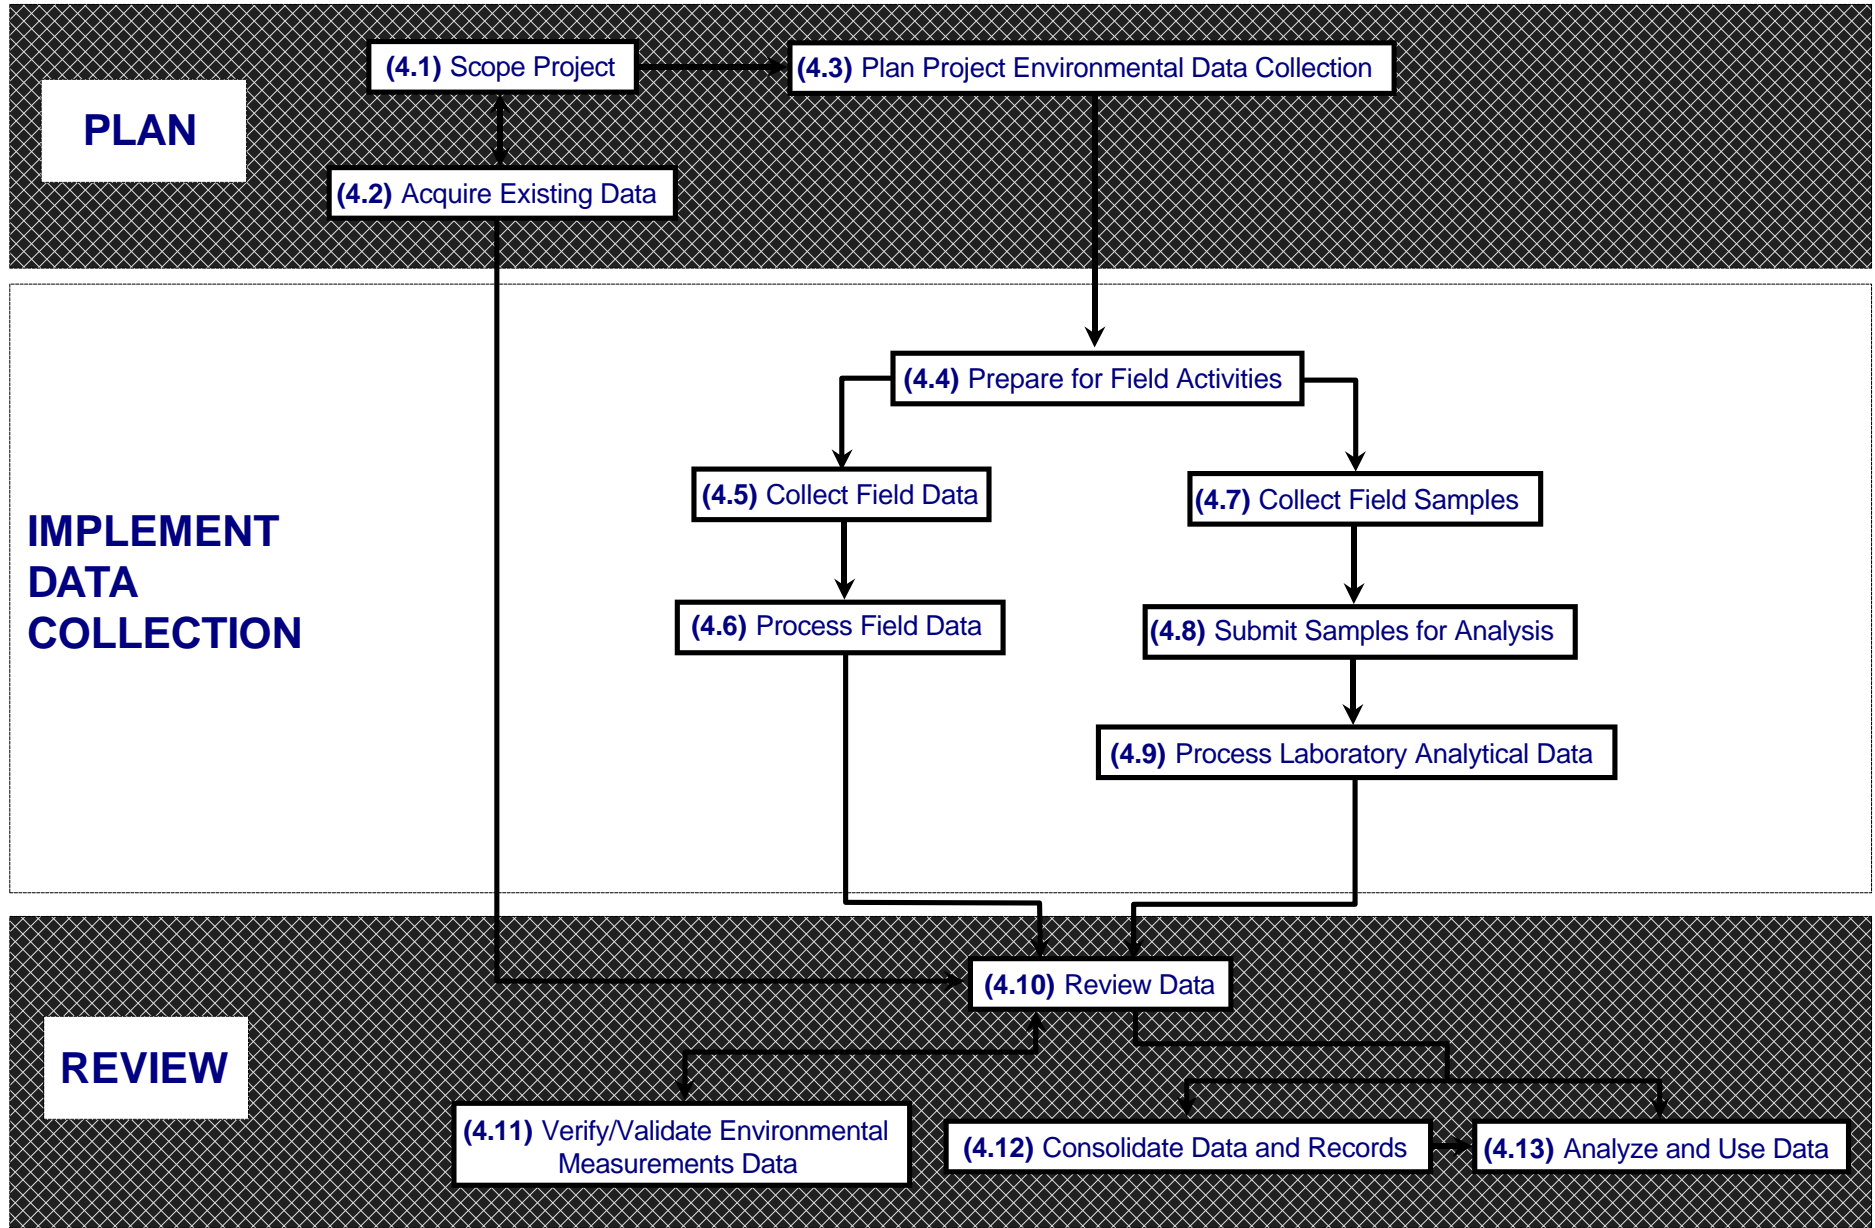 (4.1) Scope Project
(4.3) Plan Project Environmental Data Collection
PLAN
(4.2) Acquire Existing Data
(4.4) Prepare for Field Activities
(4.5) Collect Field Data
(4.7) Collect Field Samples
IMPLEMENT
DATA
COLLECTION
(4.6) Process Field Data
(4.8) Submit Samples for Analysis
(4.9) Process Laboratory Analytical Data
(4.10) Review Data
REVIEW
(4.11) Verify/Validate Environmental
Measurements Data
(4.12) Consolidate Data and Records
(4.13) Analyze and Use Data